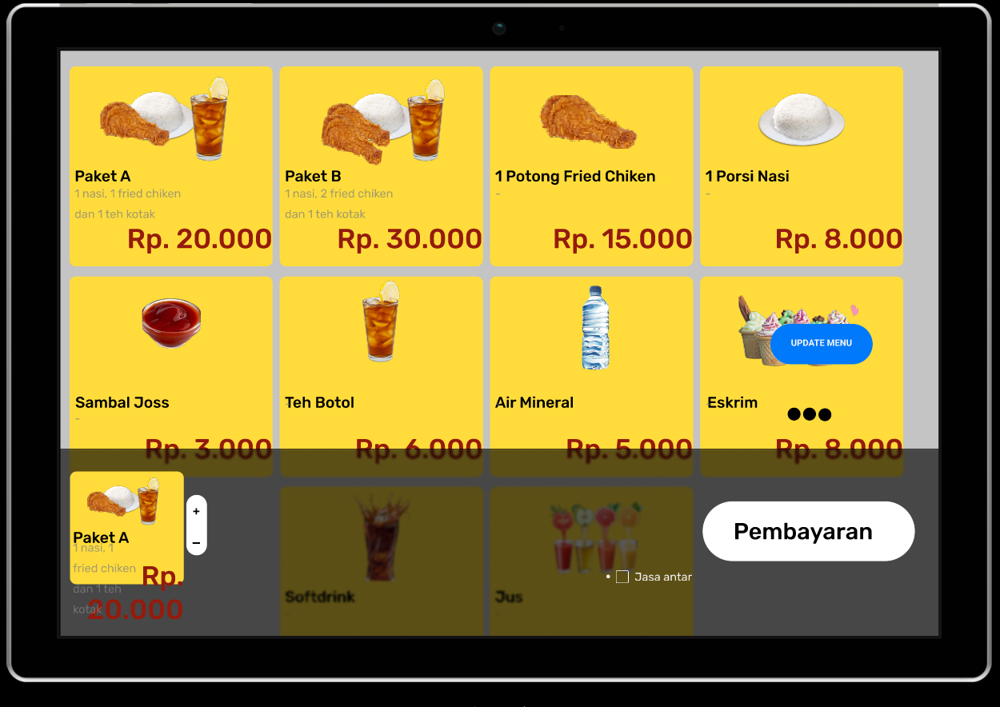 Paket A
1 nasi, 1 fried chiken
dan 1 teh kotak
Rp. 20.000
Paket B
1 nasi, 2 fried chiken
dan 1 teh kotak
Rp. 30.000
1 Potong Fried Chiken
-
Rp. 15.000
1 Porsi Nasi
-
Rp. 8.000
Sambal Joss
-
Rp. 3.000
Teh Botol
Rp. 6.000
Air Mineral
Rp. 5.000
UPDATE MENU
Eskrim
Rp. 8.000
Paket A
1 nasi, 1
fried chiken
dan 1 teh
kotak
Rp.
20.000
+
–
Softdrink
Jus
• Jasa antar
Pembayaran